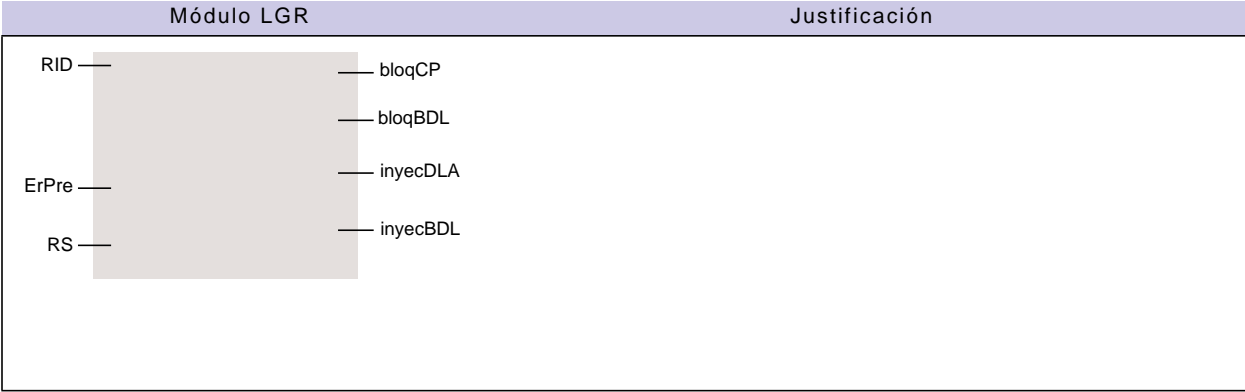 Módulo LGR
Justificación
RID
bloqCP
bloqBDL
inyecDLA
ErPre
inyecBDL
RS